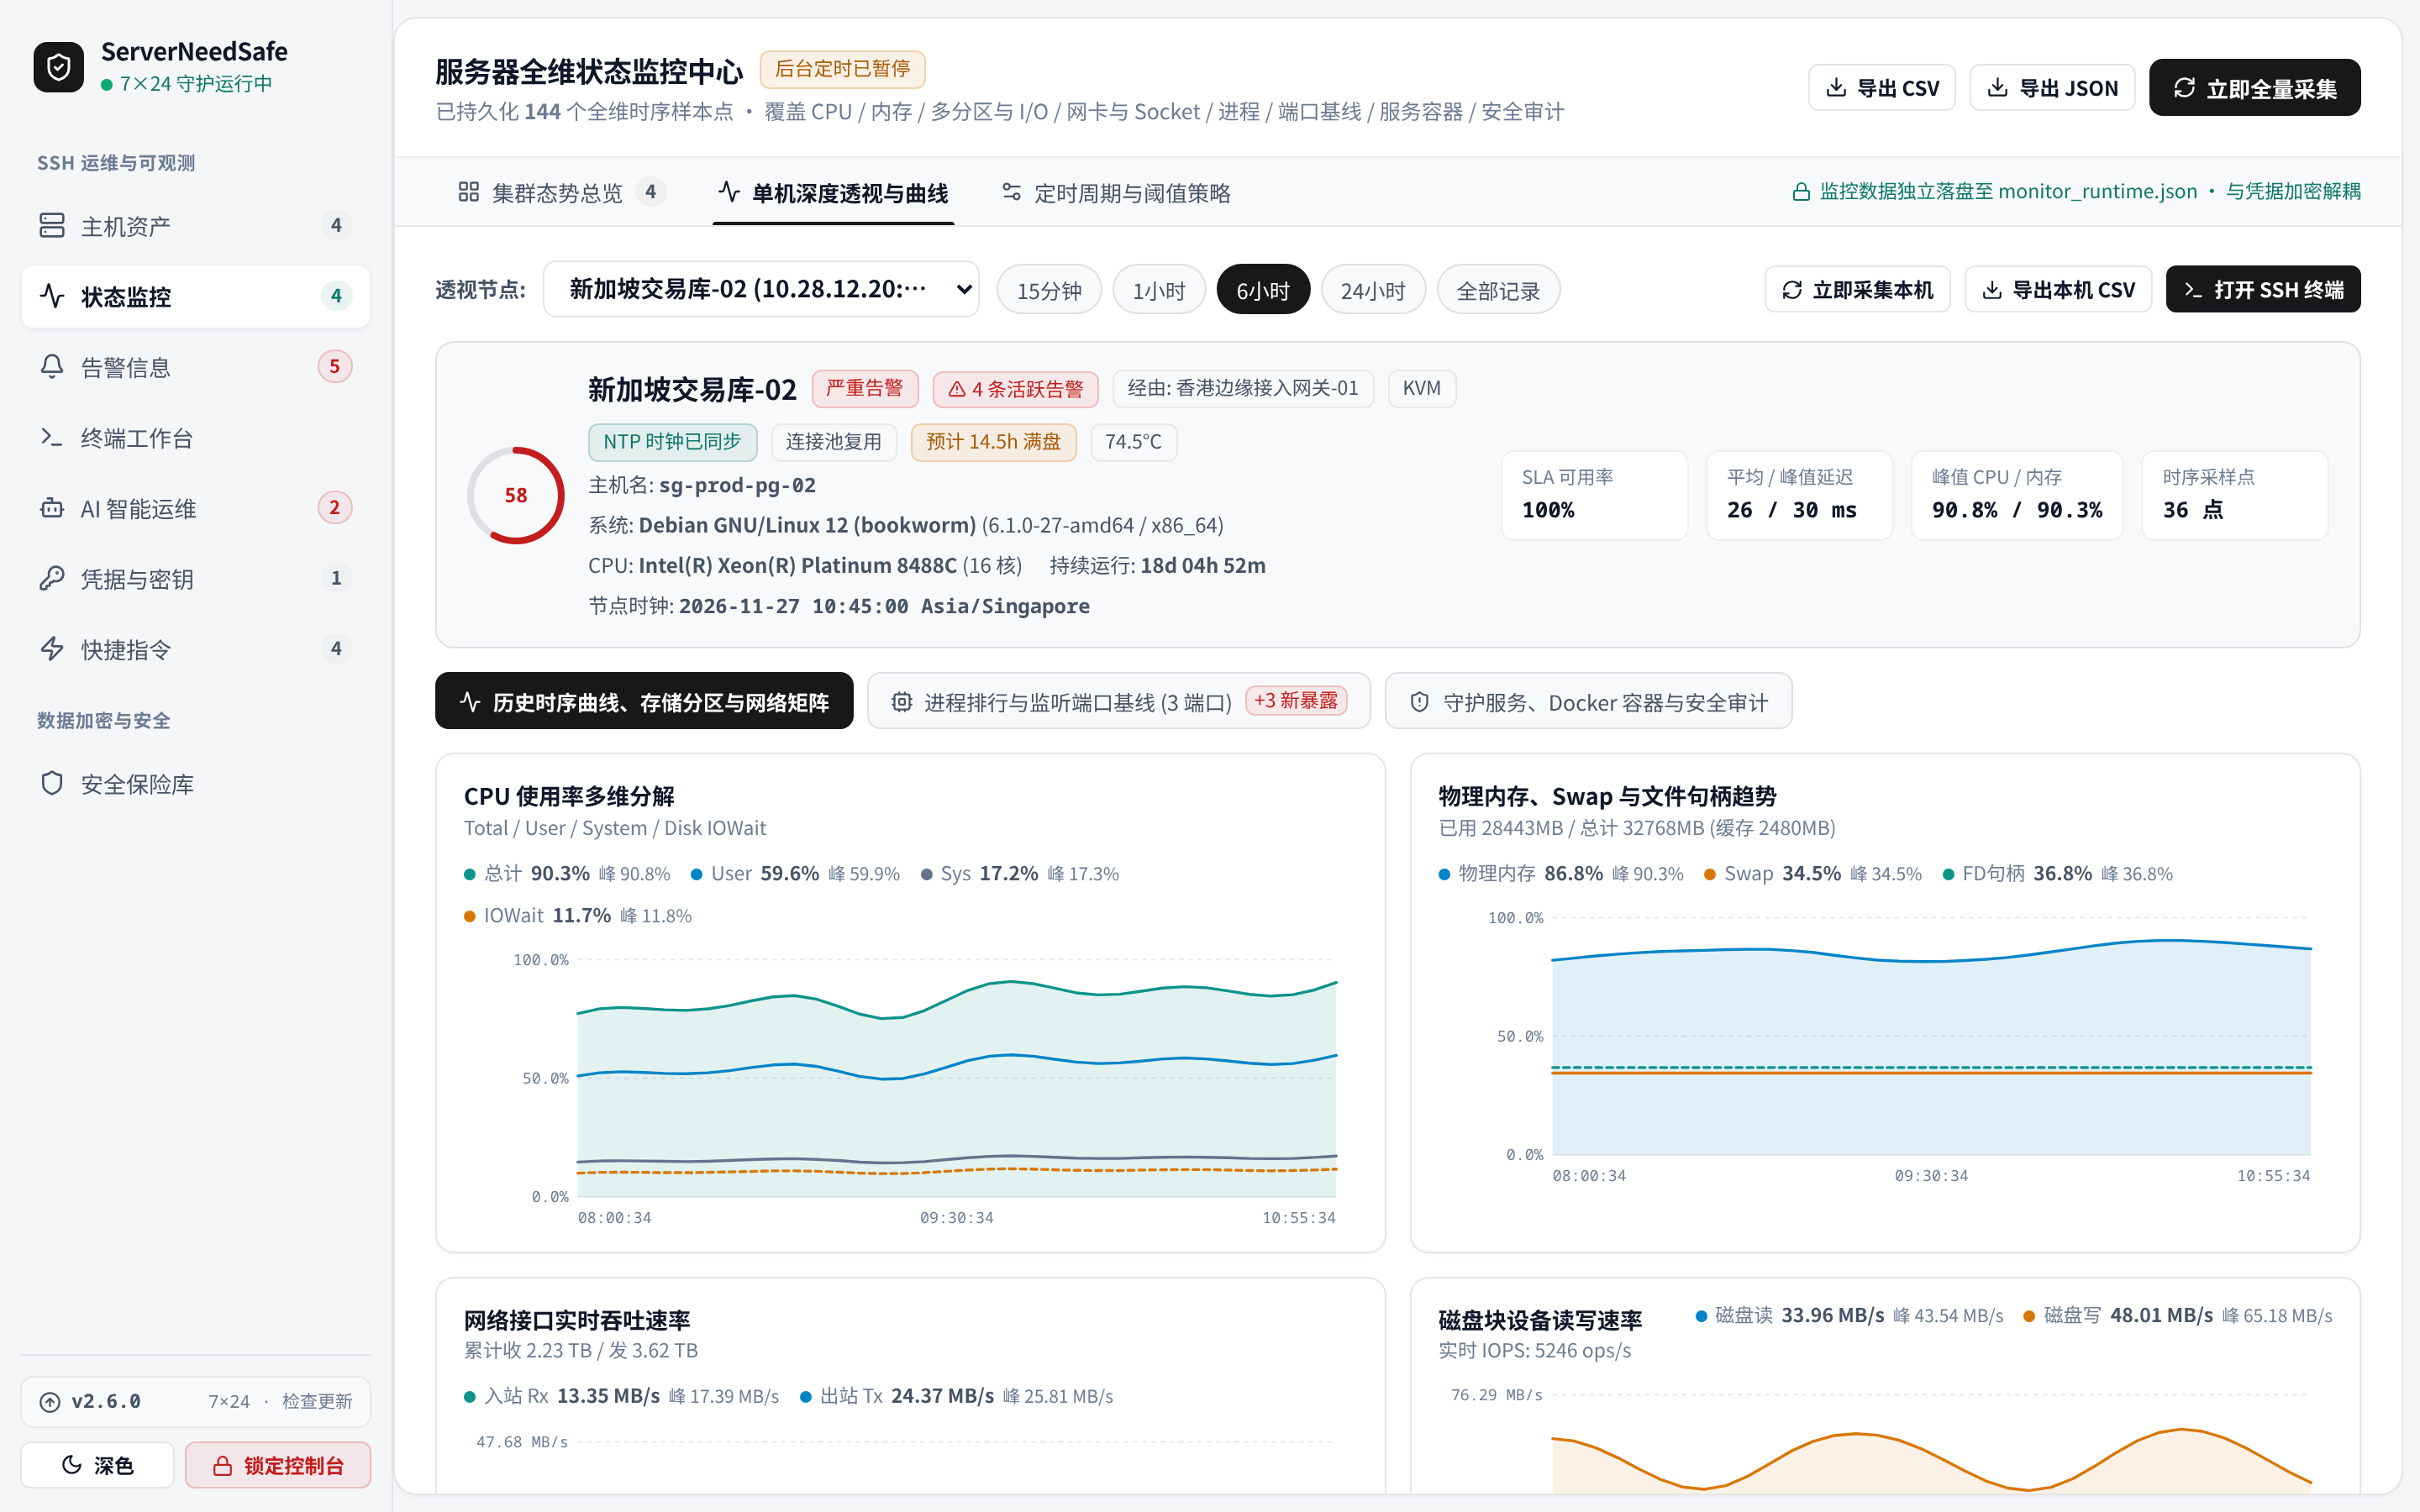 ServerNeedSafe
7×24 守护运行中
SSH 运维与可观测
主机资产 4
状态监控 4
告警信息 5
终端工作台
AI 智能运维 2
凭据与密钥 1
快捷指令 4
数据加密与安全
安全保险库
v2.6.0 7×24 · 检查更新
深色 锁定控制台
服务器全维状态监控中心 后台定时已暂停
已持久化 144 个全维时序样本点 • 覆盖 CPU / 内存 / 多分区与 I/O / 网卡与 Socket / 进程 / 端口基线 / 服务容器 / 安全审计
导出 CSV 导出 JSON 立即全量采集
集群态势总览 4 单机深度透视与曲线 定时周期与阈值策略
监控数据独立落盘至 monitor_runtime.json • 与凭据加密解耦
透视节点: 新加坡交易库-02 (10.28.12.20:··· 15分钟 1小时 6小时 24小时 全部记录
立即采集本机 导出本机 CSV 打开 SSH 终端
新加坡交易库-02 严重告警 4 条活跃告警 经由: 香港边缘接入网关-01 KVM
NTP 时钟已同步 连接池复用 预计 14.5h 满盘 74.5°C
58
主机名: sg-prod-pg-02
系统: Debian GNU/Linux 12 (bookworm) (6.1.0-27-amd64 / x86_64)
CPU: Intel(R) Xeon(R) Platinum 8488C (16 核) 持续运行: 18d 04h 52m
节点时钟: 2026-11-27 10:45:00 Asia/Singapore
SLA 可用率
100%
平均 / 峰值延迟
26 / 30 ms
峰值 CPU / 内存
90.8% / 90.3%
时序采样点
36 点
历史时序曲线、存储分区与网络矩阵 进程排行与监听端口基线 (3 端口) +3 新暴露 守护服务、Docker 容器与安全审计
CPU 使用率多维分解
Total / User / System / Disk IOWait
总计 90.3% 峰 90.8% User 59.6% 峰 59.9% Sys 17.2% 峰 17.3%
IOWait 11.7% 峰 11.8%
100.0%
50.0%
0.0%
08:00:34 09:30:34 10:55:34
物理内存、Swap 与文件句柄趋势
已用 28443MB / 总计 32768MB (缓存 2480MB)
物理内存 86.8% 峰 90.3% Swap 34.5% 峰 34.5% FD句柄 36.8% 峰 36.8%
100.0%
50.0%
0.0%
08:00:34 09:30:34 10:55:34
网络接口实时吞吐速率
累计收 2.23 TB / 发 3.62 TB
入站 Rx 13.35 MB/s 峰 17.39 MB/s 出站 Tx 24.37 MB/s 峰 25.81 MB/s
47.68 MB/s
磁盘块设备读写速率 磁盘读 33.96 MB/s 峰 43.54 MB/s 磁盘写 48.01 MB/s 峰 65.18 MB/s
实时 IOPS: 5246 ops/s
76.29 MB/s